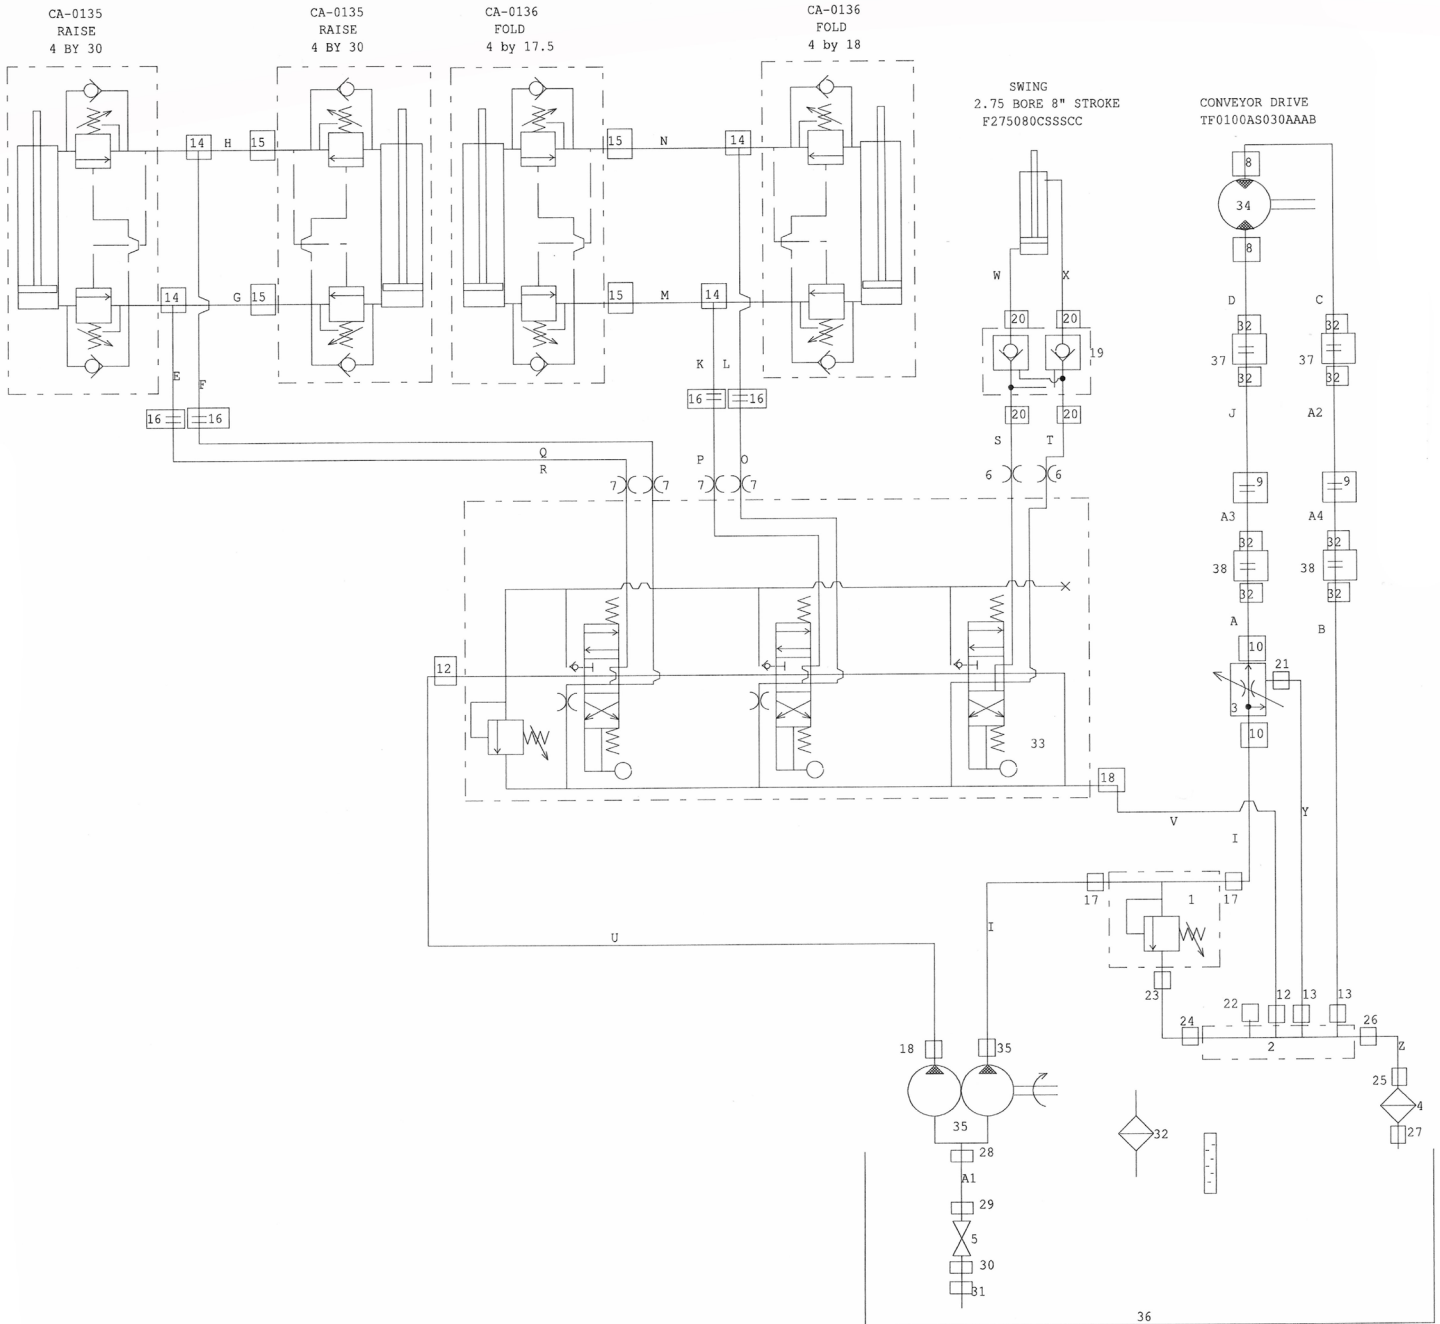 CA-0135
RAISE
4 BY 30
CA-0135
RAISE
4 BY 30
CA-0136
FOLD
4 by 17.5
CA-0136
FOLD
4 by 18
SWING
2.75 BORE 8" STROKE
F275080CSSSCC
CONVEYOR DRIVE
TF0100AS030AAAB
14 H 15
15 N 14
8
34
8
W X
14 G 15
15 M 14
D C
20 20
32 32
19
37 37
K L
E F
32 32
16 16
16 16
20 20
J A2
S T
Q
R
P O
6 6
7 7
7 7
9 9
A3 A4
32 32
38 38
32 32
A B
10
12
21
3
33
10
18
V
Y
I
17 1 17
I
U
23
22 12 13 13
24 2 26
Z
18 35
25
4
27
35
32
28
A1
29
5
30
31
36